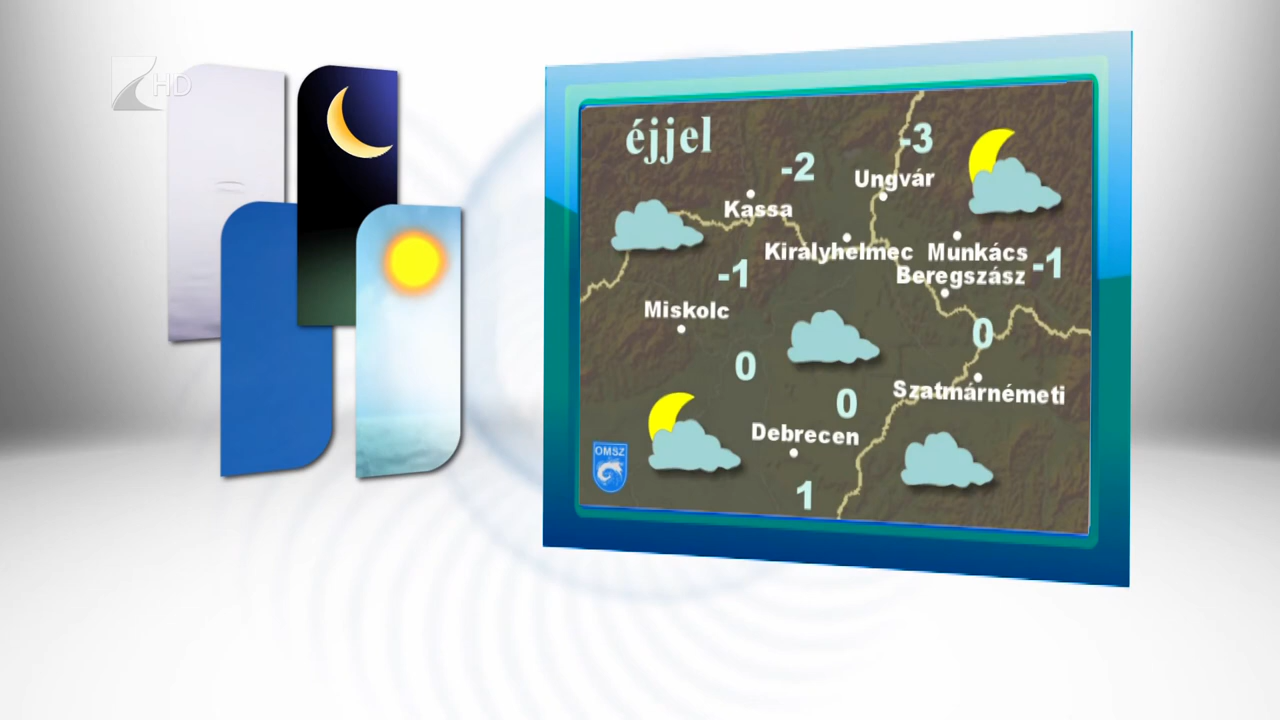 HD
éjjel
-3
-2
Ungvár
Kassa
Királyhelmec
Munkács
-1
Beregszász
-1
Miskolc
0
0
Szatmárnémeti
0
Debrecen
OMSZ
1